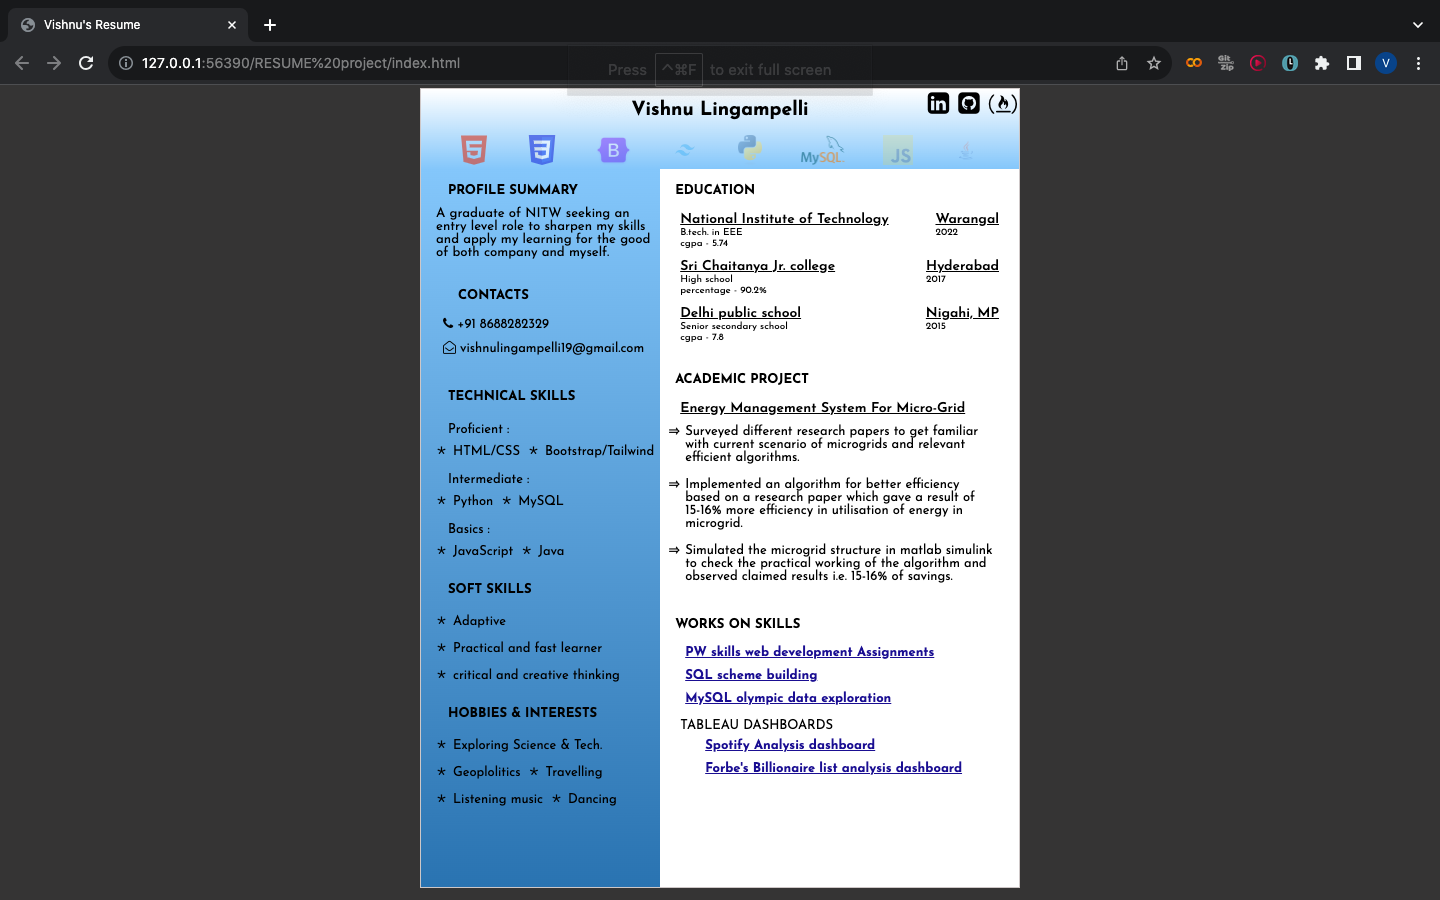 Vishnu's Resume
127.0.0.1:56390/RESUME%20project/index.html
Press ^⌘F to exit full screen
Git Zip
V
Vishnu Lingampelli
B MySQL JS
PROFILE SUMMARY
A graduate of NITW seeking an
entry level role to sharpen my skills
and apply my learning for the good
of both company and myself.
CONTACTS
+91 8688282329
vishnulingampelli19@gmail.com
TECHNICAL SKILLS
Proficient :
* HTML/CSS * Bootstrap/Tailwind
Intermediate :
* Python * MySQL
Basics :
* JavaScript * Java
SOFT SKILLS
* Adaptive
* Practical and fast learner
* critical and creative thinking
HOBBIES & INTERESTS
* Exploring Science & Tech.
* Geoplolitics * Travelling
* Listening music * Dancing
EDUCATION
National Institute of Technology Warangal
B.tech. in EEE 2022
cgpa - 5.74
Sri Chaitanya Jr. college Hyderabad
High school 2017
percentage - 90.2%
Delhi public school Nigahi, MP
Senior secondary school 2015
cgpa - 7.8
ACADEMIC PROJECT
Energy Management System For Micro-Grid
⇒ Surveyed different research papers to get familiar
with current scenario of microgrids and relevant
efficient algorithms.
⇒ Implemented an algorithm for better efficiency
based on a research paper which gave a result of
15-16% more efficiency in utilisation of energy in
microgrid.
⇒ Simulated the microgrid structure in matlab simulink
to check the practical working of the algorithm and
observed claimed results i.e. 15-16% of savings.
WORKS ON SKILLS
PW skills web development Assignments
SQL scheme building
MySQL olympic data exploration
TABLEAU DASHBOARDS
Spotify Analysis dashboard
Forbe's Billionaire list analysis dashboard